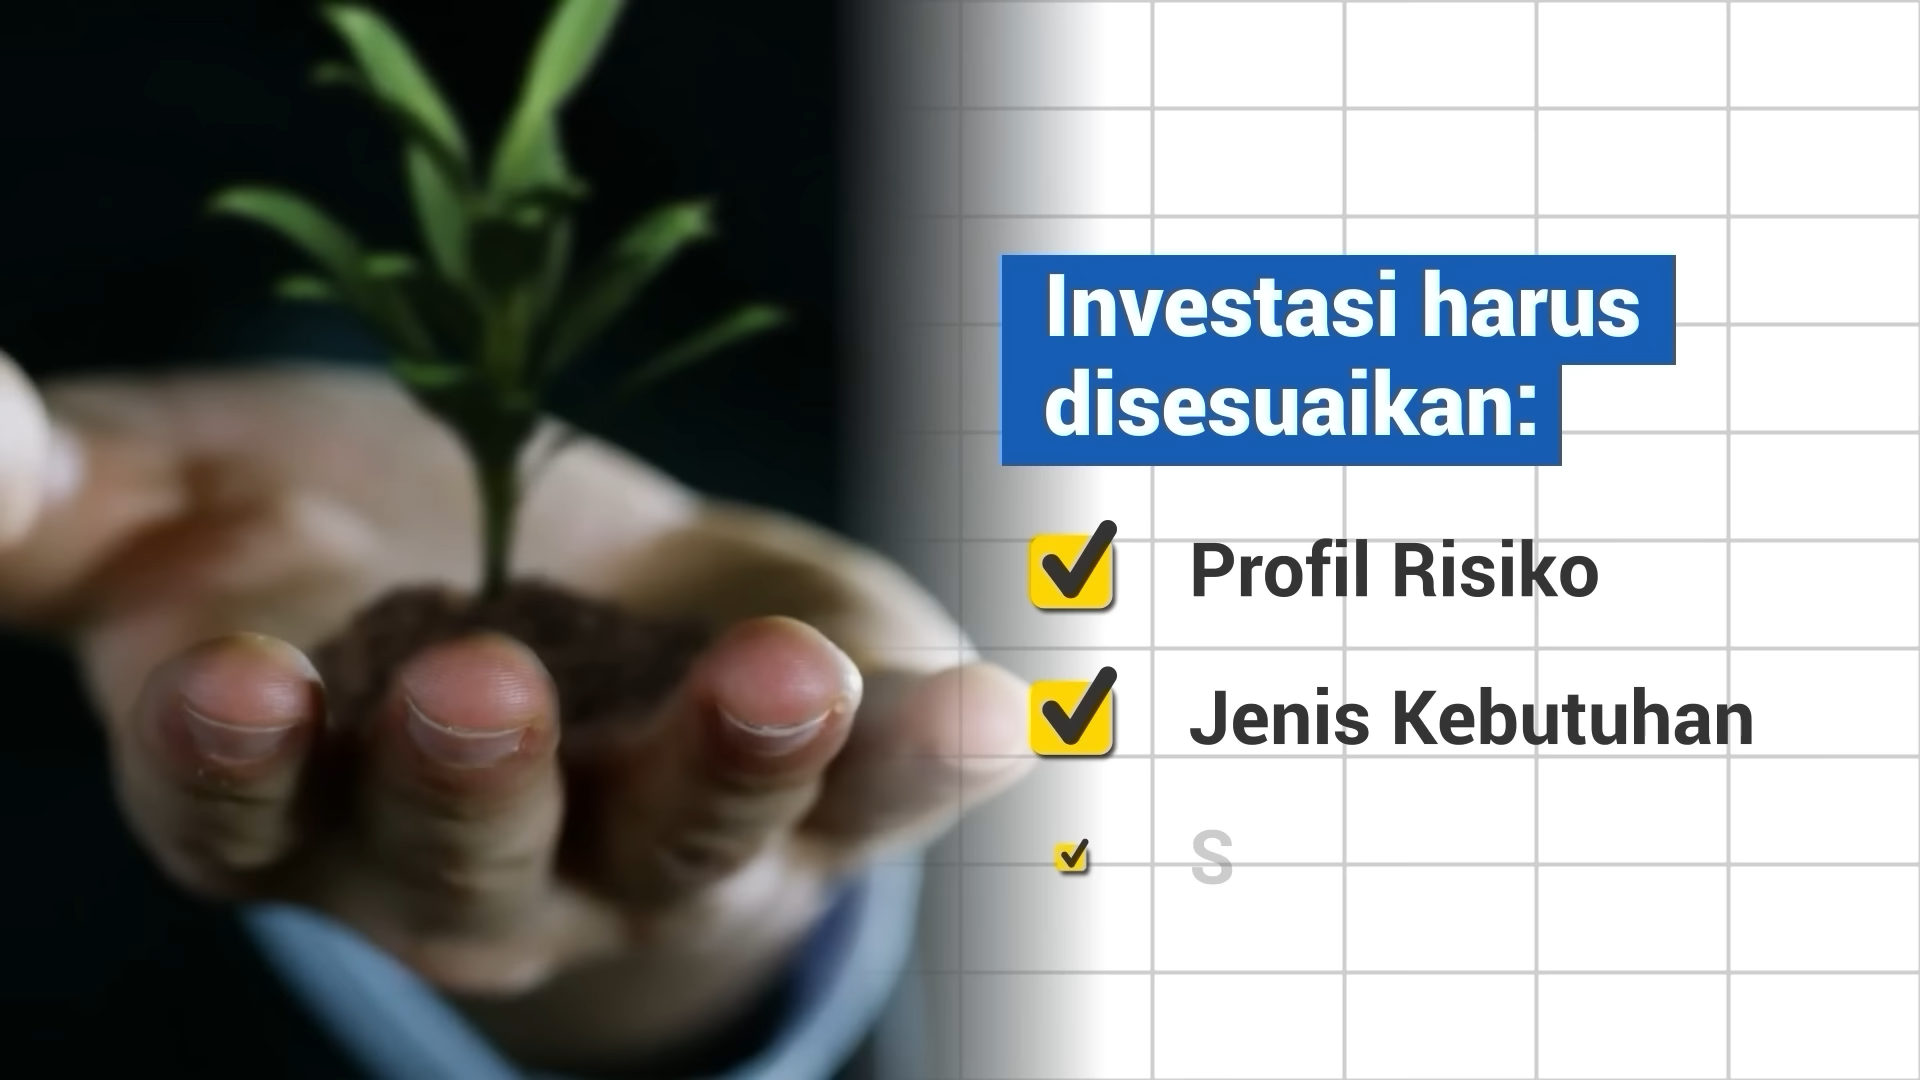 Investasi harus
disesuaikan:
Profil Risiko
Jenis Kebutuhan
S